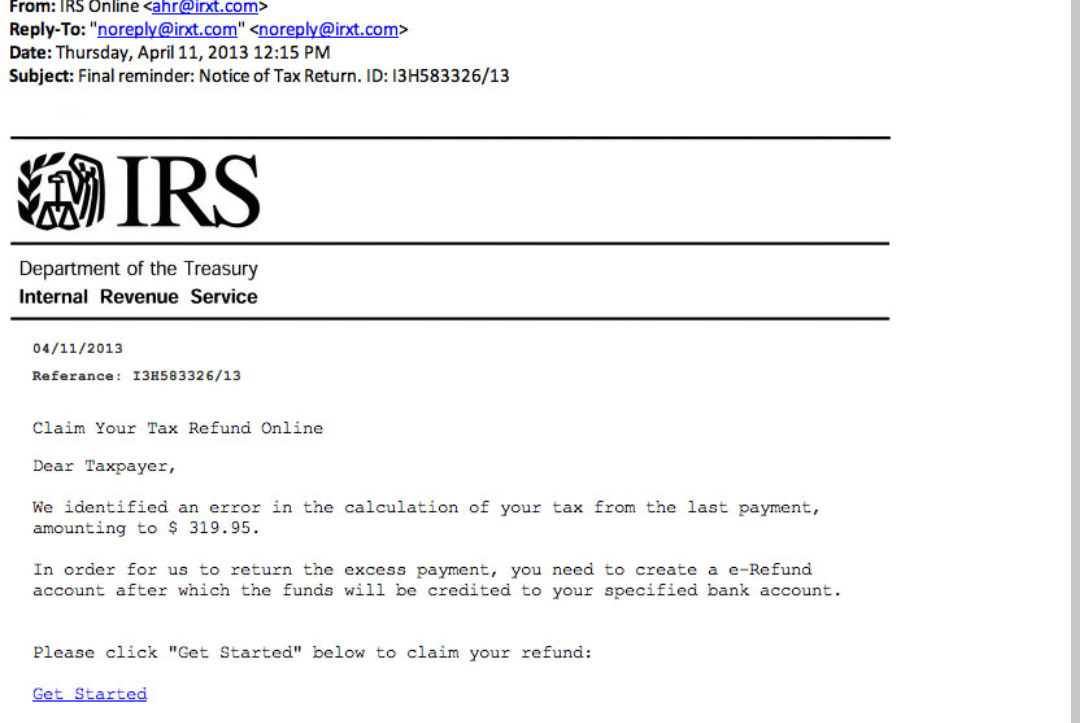 From: IRS Online <ahr@irxt.com>
Reply-To: "noreply@irxt.com" <noreply@irxt.com>
Date: Thursday, April 11, 2013 12:15 PM
Subject: Final reminder: Notice of Tax Return. ID: I3H583326/13
IRS
Department of the Treasury
Internal Revenue Service
04/11/2013
Referance: I3H583326/13
Claim Your Tax Refund Online
Dear Taxpayer,
We identified an error in the calculation of your tax from the last payment,
amounting to $ 319.95.
In order for us to return the excess payment, you need to create a e-Refund
account after which the funds will be credited to your specified bank account.
Please click "Get Started" below to claim your refund:
Get Started